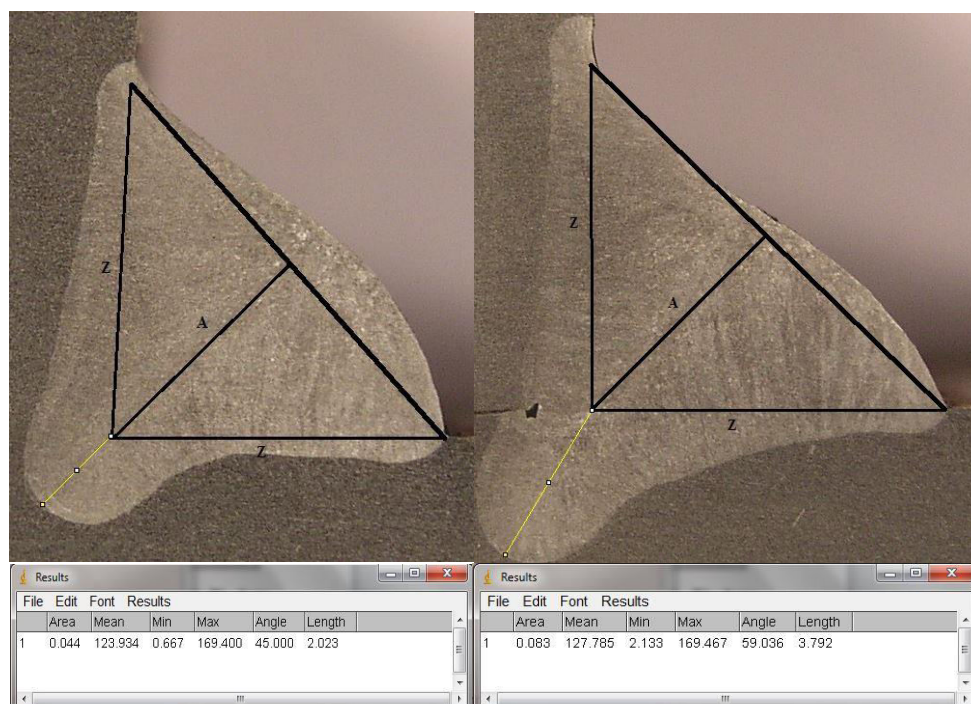 Z
A
Z
Z
A
Z
Results
File Edit Font Results
Area Mean Min Max Angle Length
1 0.044 123.934 0.667 169.400 45.000 2.023
Results
File Edit Font Results
Area Mean Min Max Angle Length
1 0.083 127.785 2.133 169.467 59.036 3.792